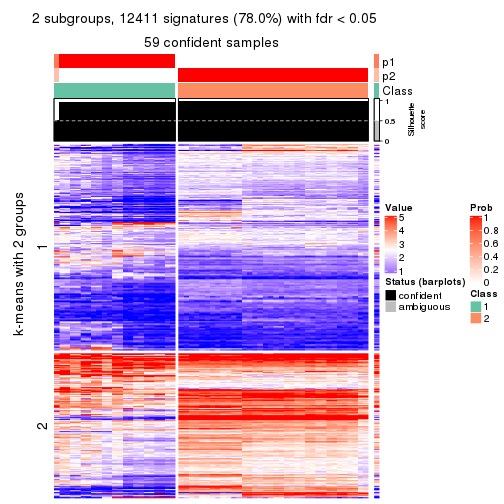 2 subgroups, 12411 signatures (78.0%) with fdr < 0.05
59 confident samples
p1
p2
Class
1
0.5
0
Silhouette
score
k-means with 2 groups
1
2
Value
5
4
3
2
1
Prob
1
0.8
0.6
0.4
0.2
0
Status (barplots)
confident
ambiguous
Class
1
2